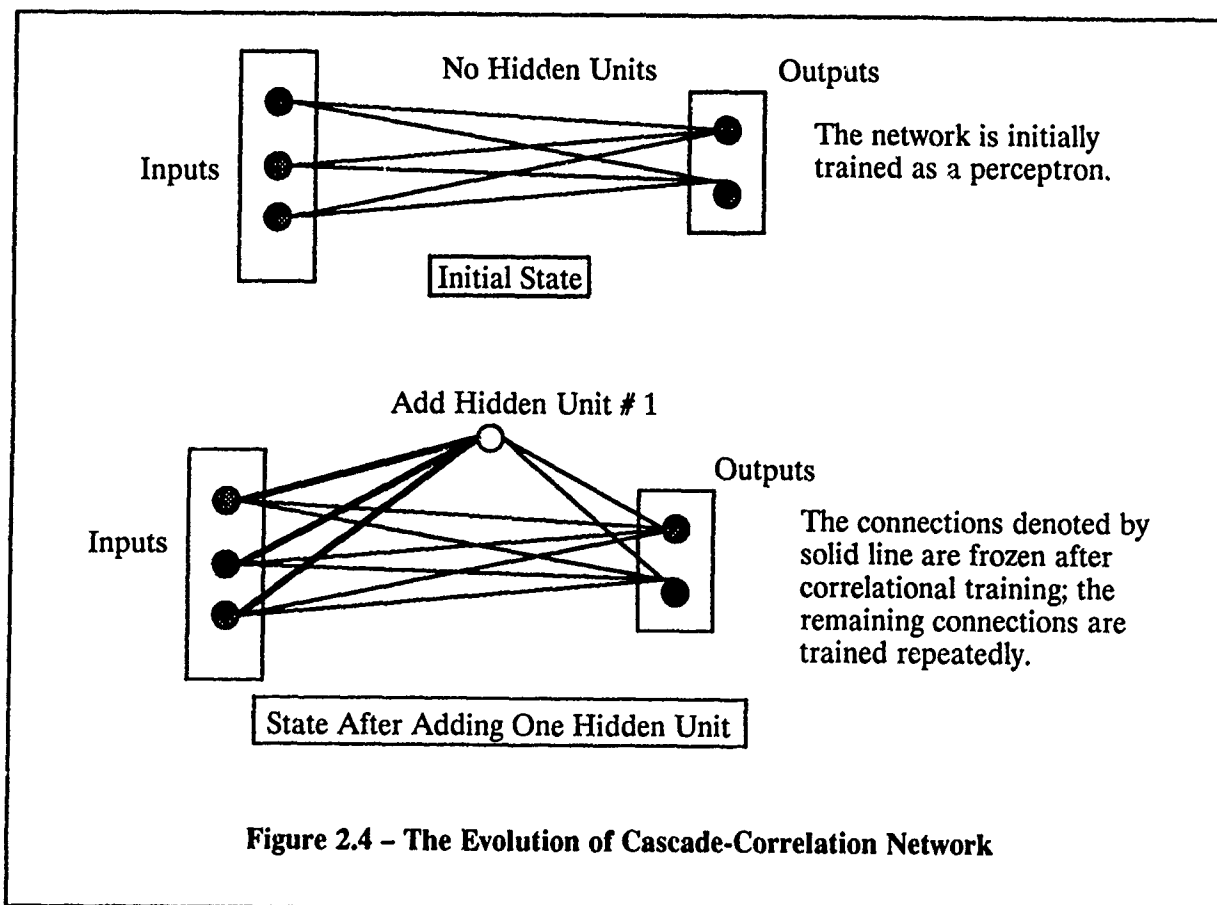 No Hidden Units
Outputs
Inputs
The network is initially
trained as a perceptron.
Initial State
Add Hidden Unit # 1
Outputs
Inputs
The connections denoted by
solid line are frozen after
correlational training; the
remaining connections are
trained repeatedly.
State After Adding One Hidden Unit
Figure 2.4 – The Evolution of Cascade-Correlation Network